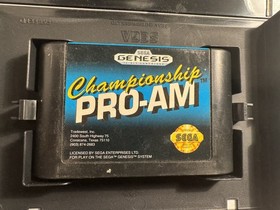 SEGA
GENESIS
Championship™
PRO-AM
Tradewest, Inc.
2400 South Highway 75
Corsicana, Texas 75110
(903) 874-2683
LICENSED BY SEGA ENTERPRISES LTD.
FOR PLAY ON THE SEGA™ GENESIS™ SYSTEM
SEGA